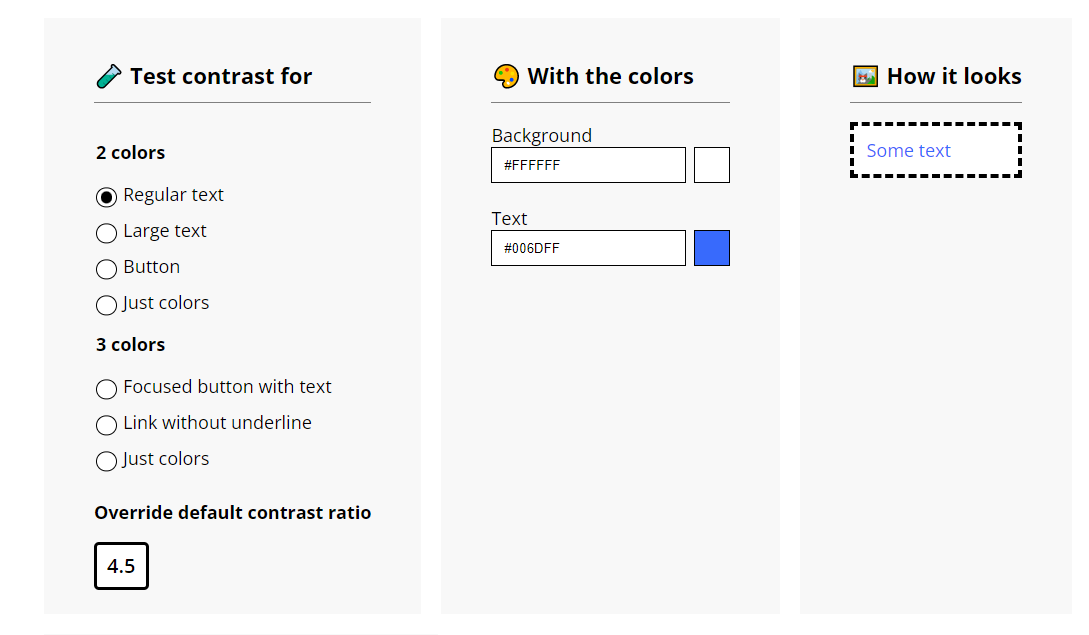 Test contrast for
2 colors
Regular text
Large text
Button
Just colors
3 colors
Focused button with text
Link without underline
Just colors
Override default contrast ratio
4.5
With the colors
Background
#FFFFFF
Text
#006DFF
How it looks
Some text